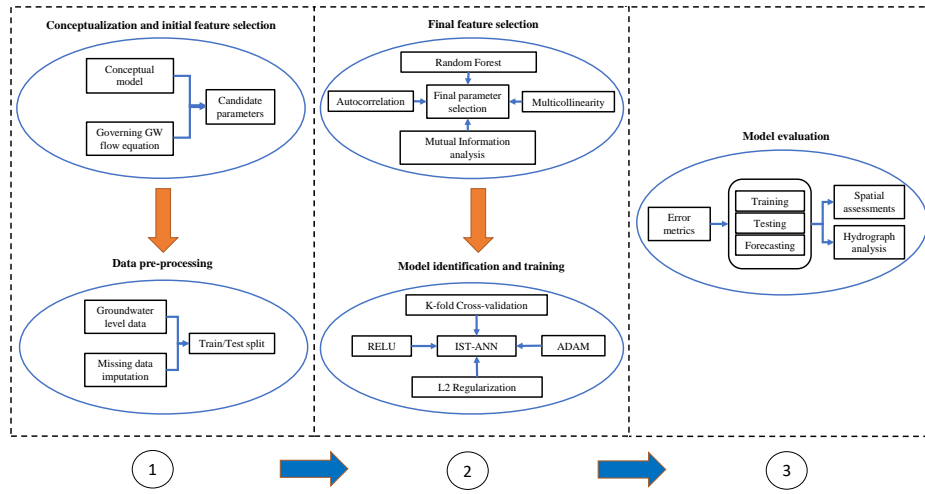 Conceptualization and initial feature selection
Conceptual
model
Candidate
parameters
Governing GW
flow equation
Data pre-processing
Groundwater
level data
Train/Test split
Missing data
imputation
Final feature selection
Random Forest
Autocorrelation
Final parameter
selection
Multicollinearity
Mutual Information
analysis
Model identification and training
K-fold Cross-validation
RELU
IST-ANN
ADAM
L2 Regularization
Model evaluation
Error
metrics
Training
Testing
Forecasting
Spatial
assessments
Hydrograph
analysis
1
2
3